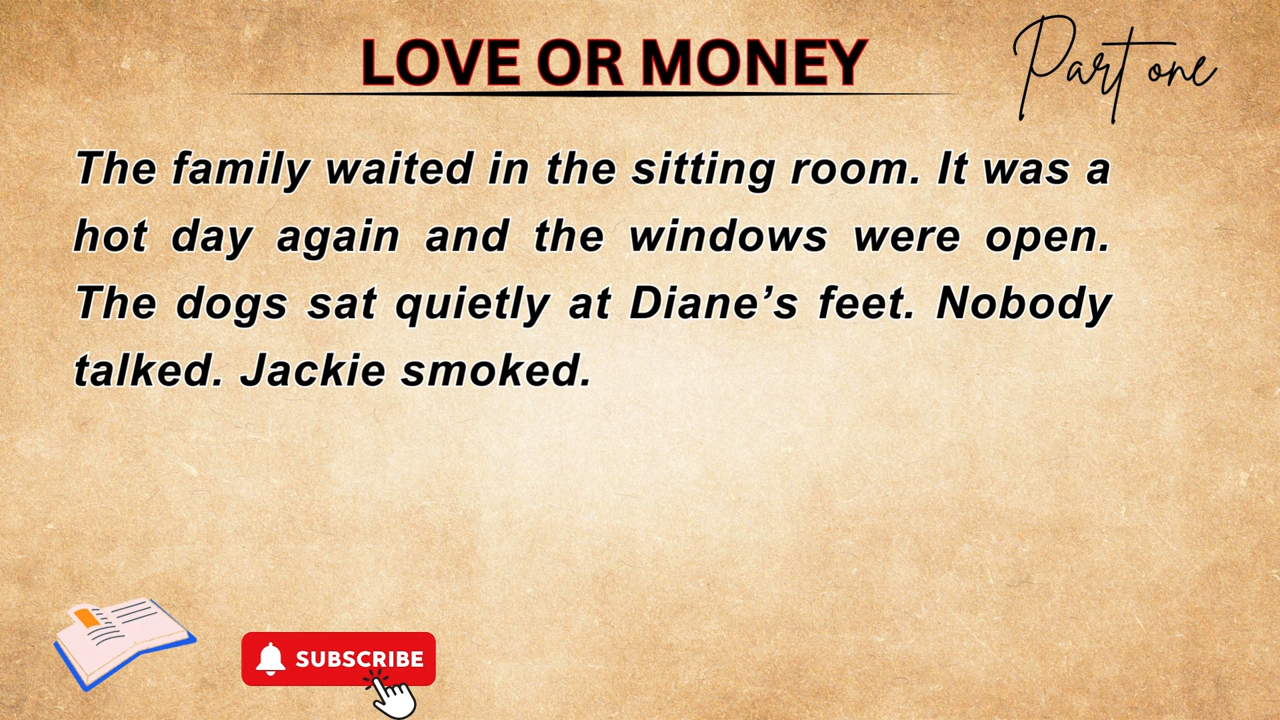 LOVE OR MONEY
Part one
The family waited in the sitting room. It was a
hot day again and the windows were open.
The dogs sat quietly at Diane’s feet. Nobody
talked. Jackie smoked.
SUBSCRIBE